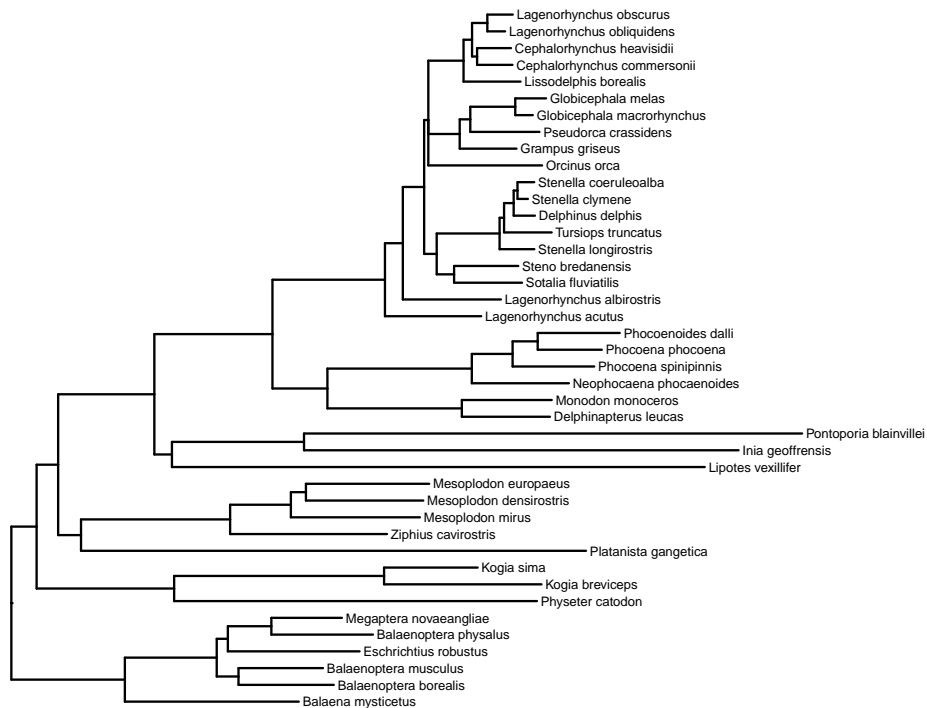 Lagenorhynchus obscurus
Lagenorhynchus obliquidens
Cephalorhynchus heavisidii
Cephalorhynchus commersonii
Lissodelphis borealis
Globicephala melas
Globicephala macrorhynchus
Pseudorca crassidens
Grampus griseus
Orcinus orca
Stenella coeruleoalba
Stenella clymene
Delphinus delphis
Tursiops truncatus
Stenella longirostris
Steno bredanensis
Sotalia fluviatilis
Lagenorhynchus albirostris
Lagenorhynchus acutus
Phocoenoides dalli
Phocoena phocoena
Phocoena spinipinnis
Neophocaena phocaenoides
Monodon monoceros
Delphinapterus leucas
Pontoporia blainvillei
Inia geoffrensis
Lipotes vexillifer
Mesoplodon europaeus
Mesoplodon densirostris
Mesoplodon mirus
Ziphius cavirostris
Platanista gangetica
Kogia sima
Kogia breviceps
Physeter catodon
Megaptera novaeangliae
Balaenoptera physalus
Eschrichtius robustus
Balaenoptera musculus
Balaenoptera borealis
Balaena mysticetus